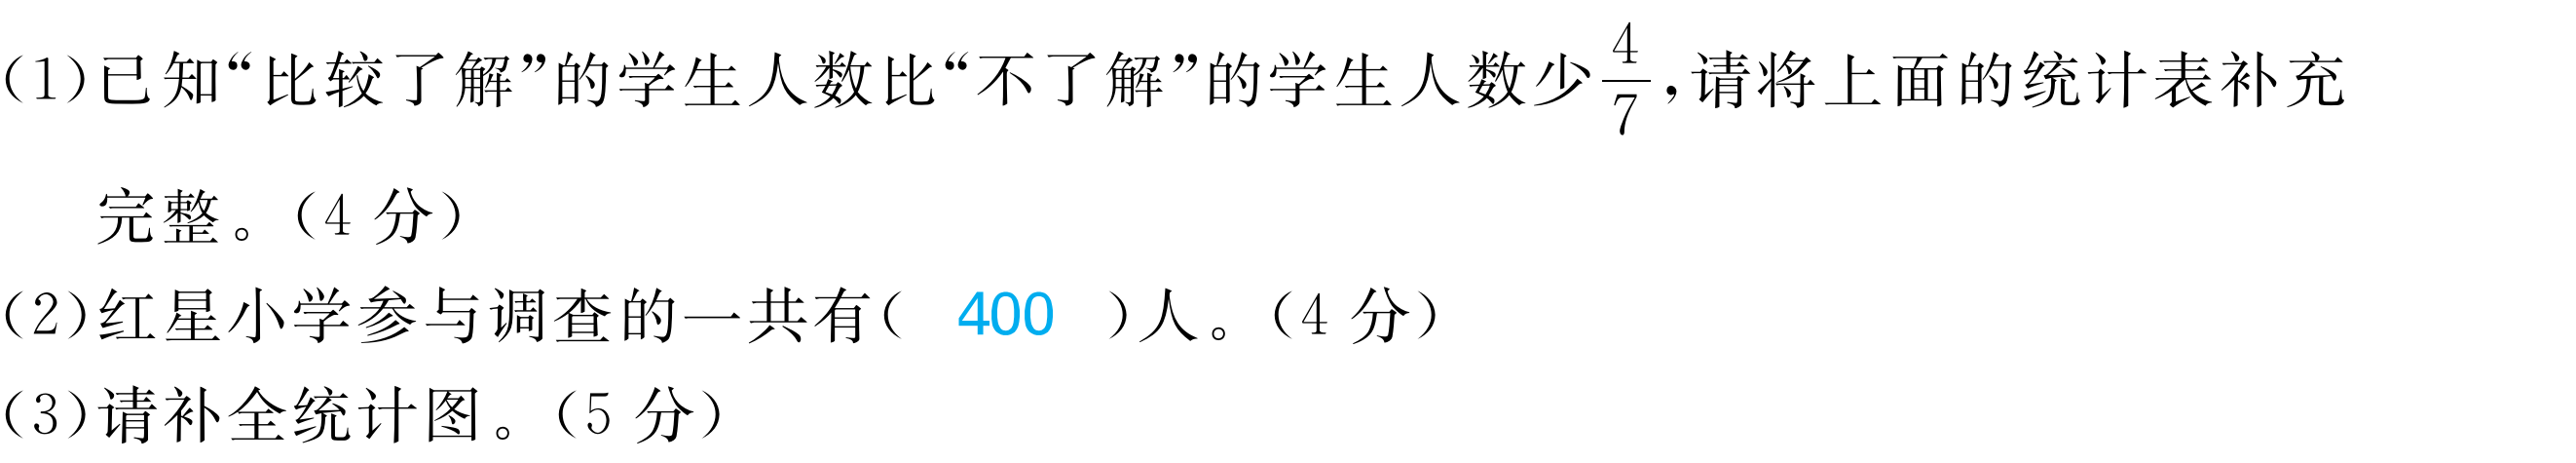 (1)已知“比较了解”的学生人数比“不了解”的学生人数少4/7,请将上面的统计表补充
完整。(4 分)
(2)红星小学参与调查的一共有( 400 )人。(4 分)
(3)请补全统计图。(5 分)